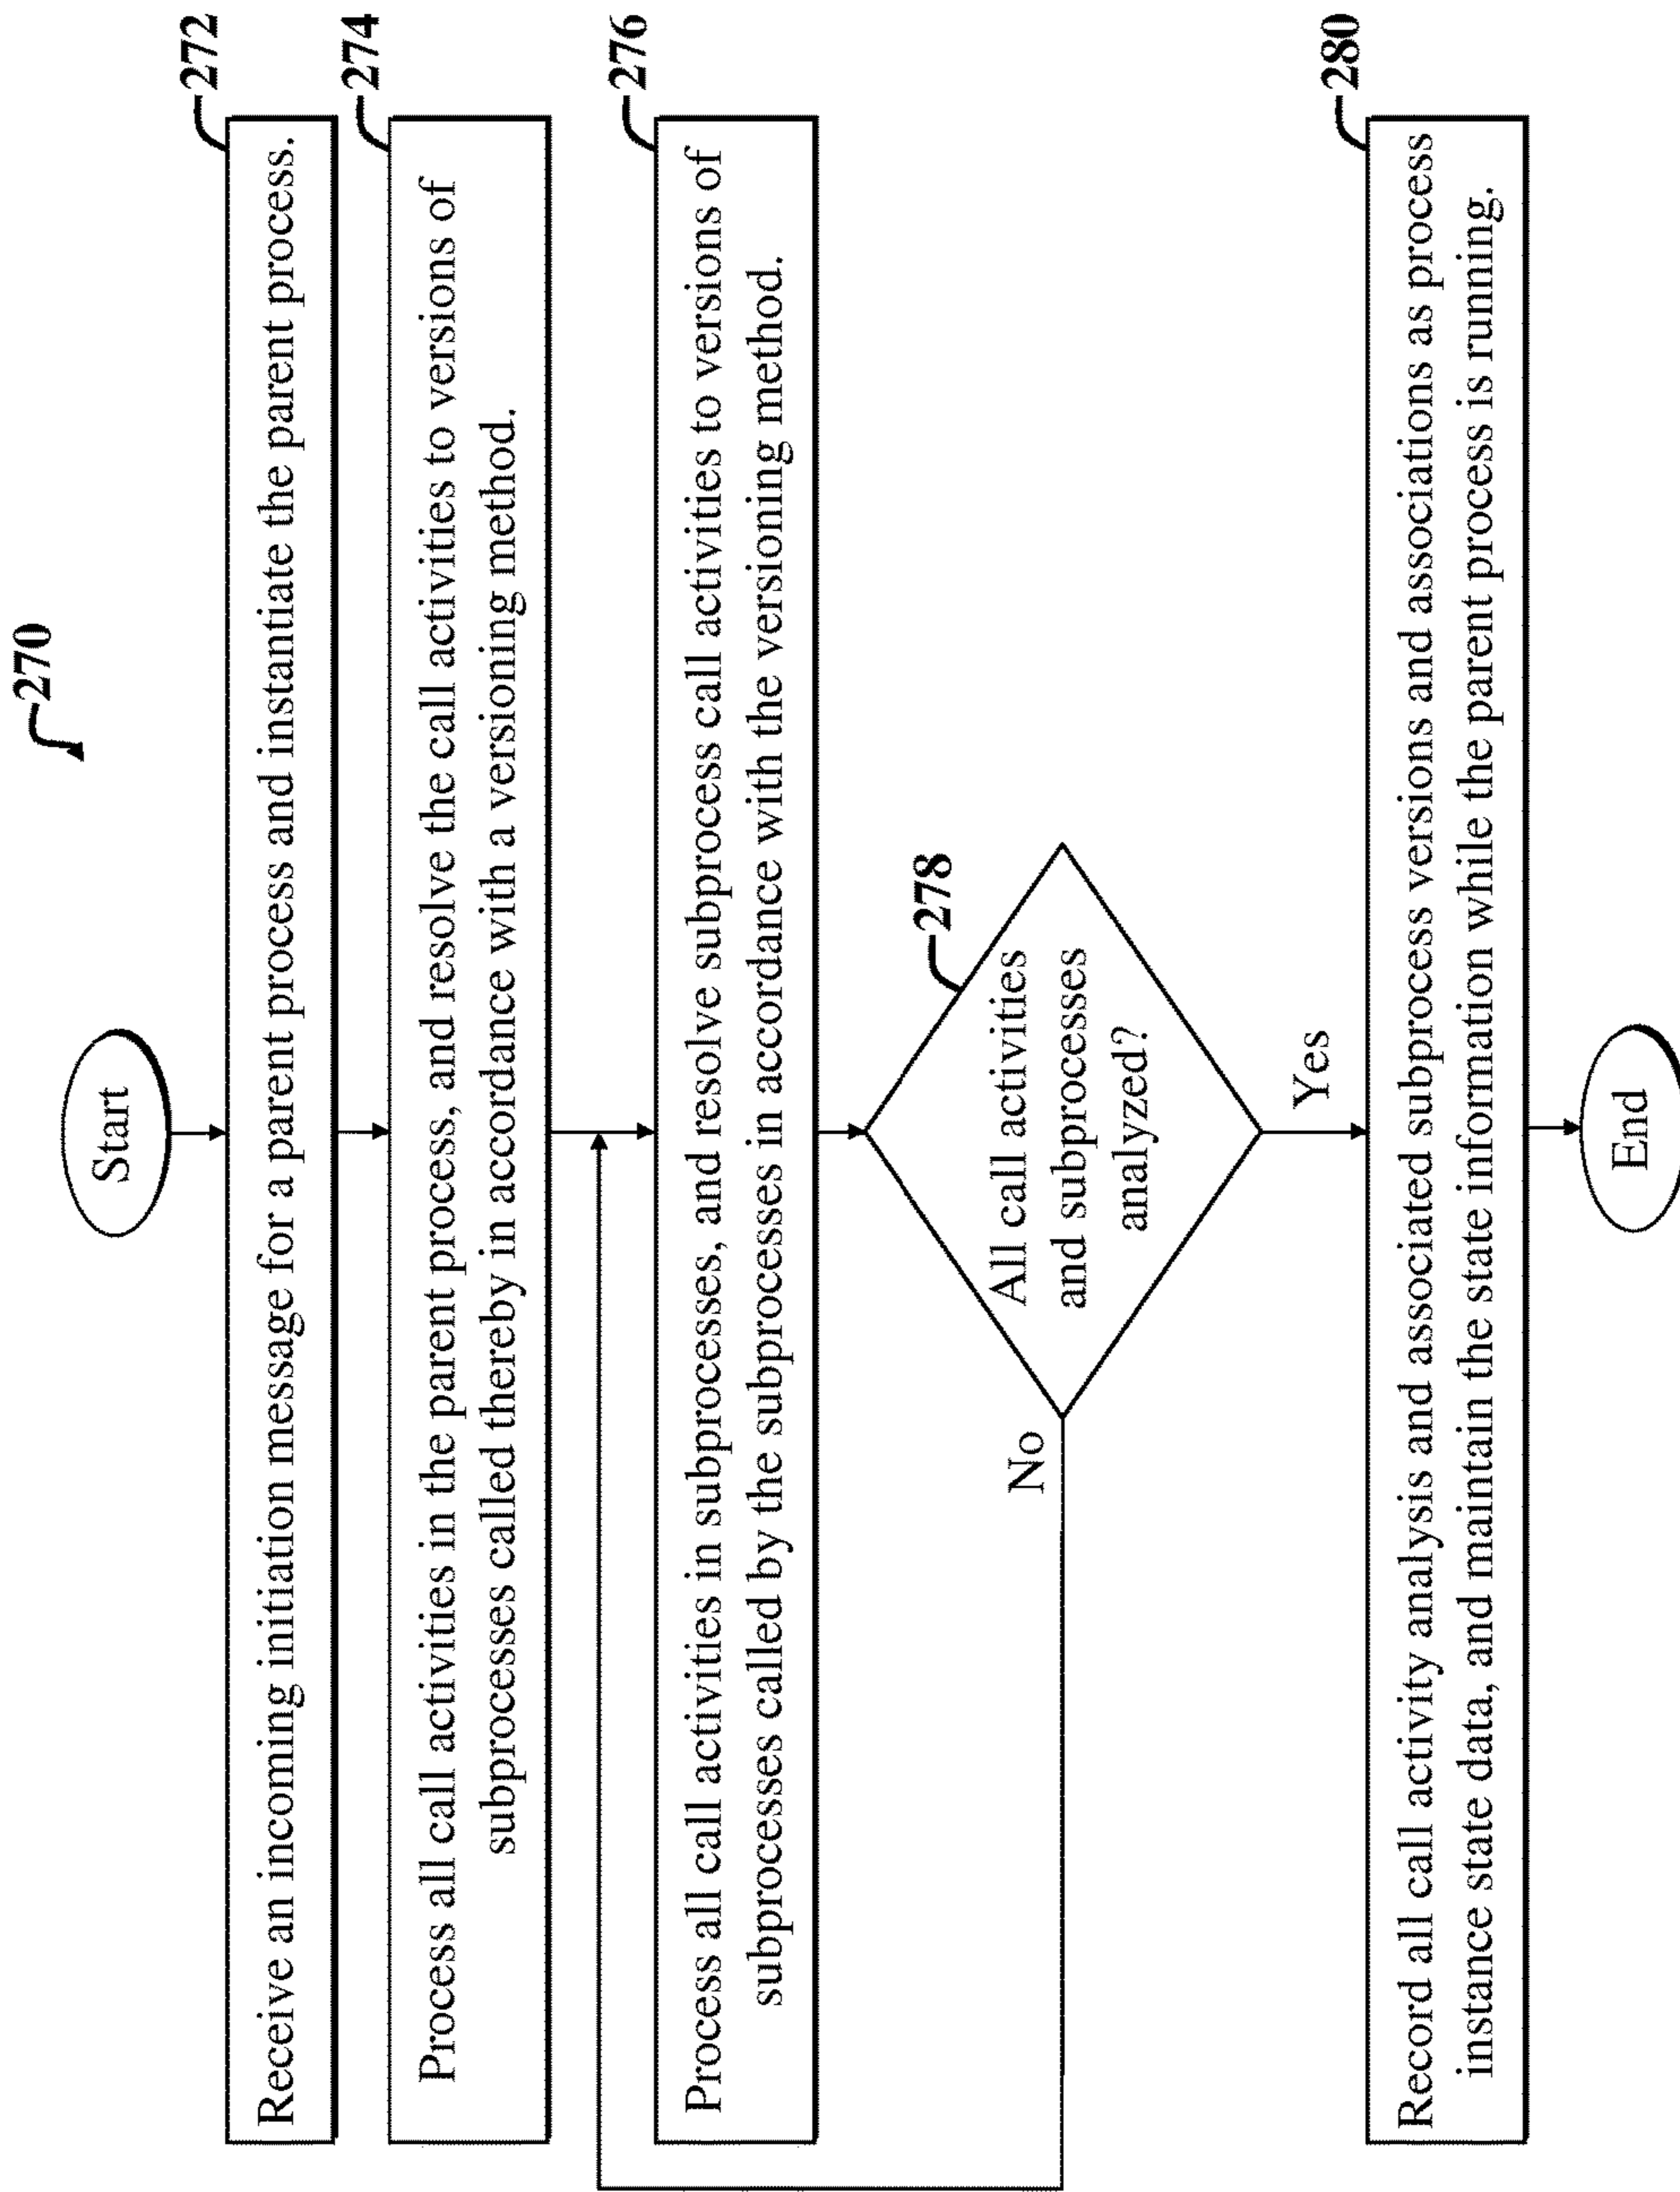 270
Start
272
Receive an incoming initiation message for a parent process and instantiate the parent process.
274
Process all call activities in the parent process, and resolve the call activities to versions of
subprocesses called thereby in accordance with a versioning method.
276
Process all call activities in subprocesses, and resolve subprocess call activities to versions of
subprocesses called by the subprocesses in accordance with the versioning method.
278
All call activities
and subprocesses
analyzed?
No
Yes
280
Record all call activity analysis and associated subprocess versions and associations as process
instance state data, and maintain the state information while the parent process is running.
End